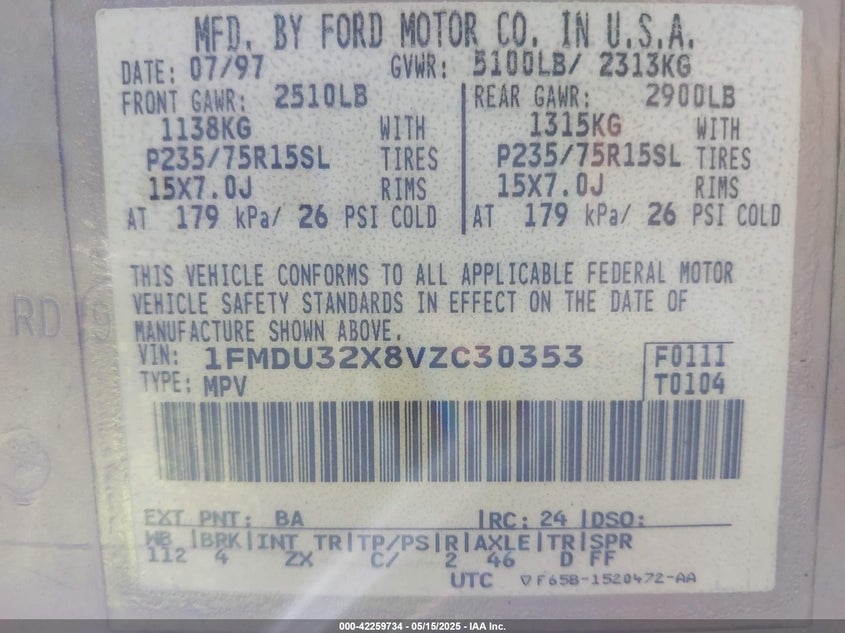 MFD. BY FORD MOTOR CO. IN U.S.A.
DATE: 07/97 GVWR: 5100LB/ 2313KG
FRONT GAWR: 2510LB REAR GAWR: 2900LB
1138KG WITH 1315KG WITH
P235/75R15SL TIRES P235/75R15SL TIRES
15X7.0J RIMS 15X7.0J RIMS
AT 179 kPa/ 26 PSI COLD AT 179 kPa/ 26 PSI COLD
THIS VEHICLE CONFORMS TO ALL APPLICABLE FEDERAL MOTOR
VEHICLE SAFETY STANDARDS IN EFFECT ON THE DATE OF
MANUFACTURE SHOWN ABOVE.
VIN: 1FMDU32X8VZC30353 F0111
TYPE: MPV T0104
RD
EXT PNT: BA |RC: 24 |DSO:
WB |BRK|INT TR|TP/PS|R|AXLE|TR|SPR
112 4 ZX C/ 2 46 D FF
UTC ▽F65B-1520472-AA
000-42259734 - 05/15/2025 - IAA Inc.